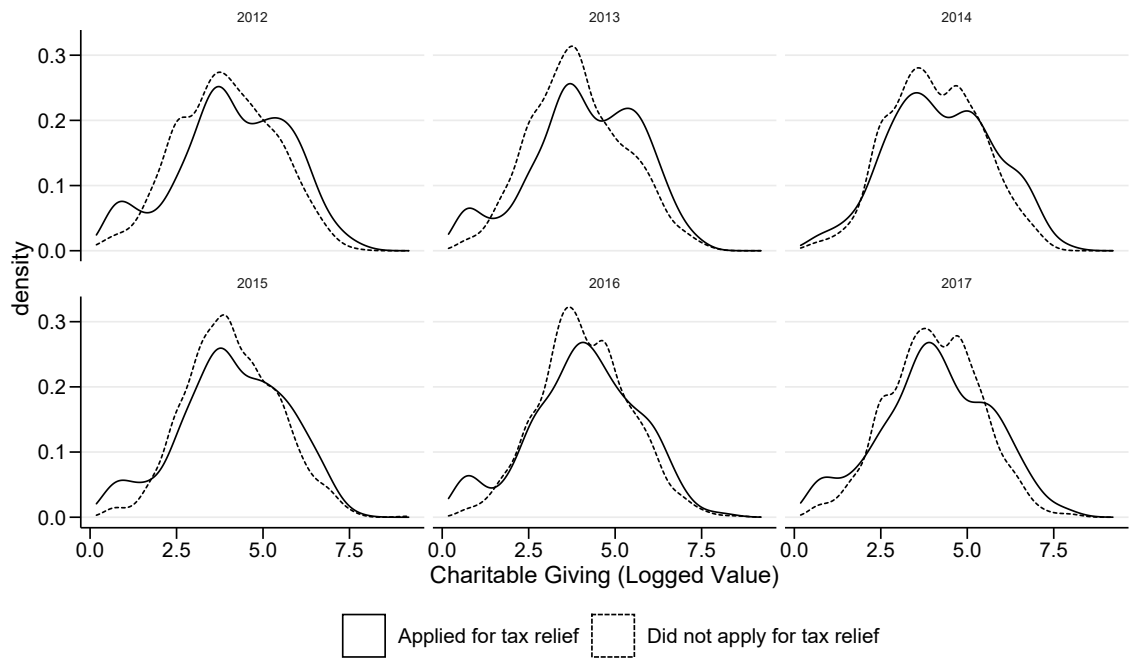 2012 2013 2014
0.3
0.2
0.1
0.0
density
2015 2016 2017
0.3
0.2
0.1
0.0
0.0 2.5 5.0 7.5 0.0 2.5 5.0 7.5 0.0 2.5 5.0 7.5
Charitable Giving (Logged Value)
Applied for tax relief Did not apply for tax relief